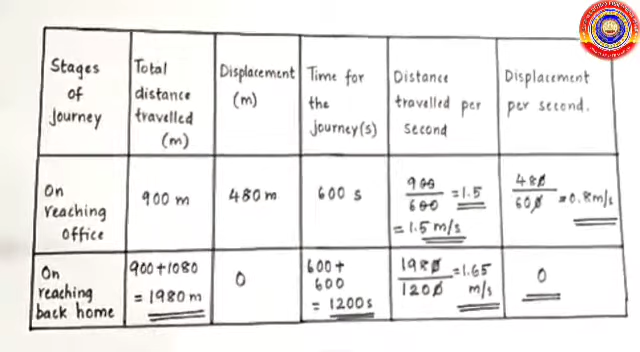 Stages
of
Journey
Total
distance
travelled
(m)
Displacement
(m)
Time for
the
journey(s)
Distance
travelled per
second
Displacement
per second.
On
reaching
office
900 m
480 m
600 s
900
600
=1.5
= 1.5 m/s
480
600
=0.8m/s
On
reaching
back home
900+1080
= 1980 m
0
600+
600
= 1200s
1980
1200
=1.65
m/s
0